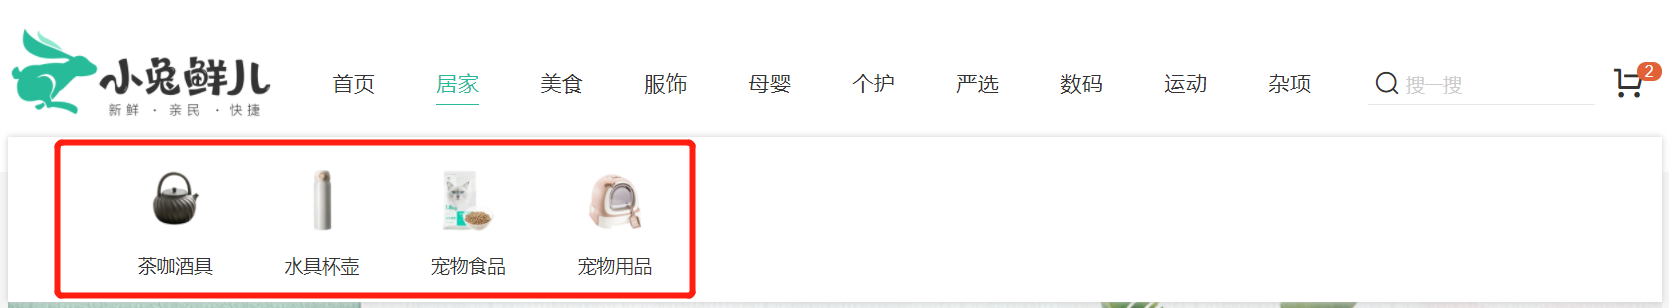 小兔鲜儿
新鲜 · 亲民 · 快捷
首页 居家 美食 服饰 母婴 个护 严选 数码 运动 杂项 搜一搜 2
茶咖酒具 水具杯壶 宠物食品 宠物用品